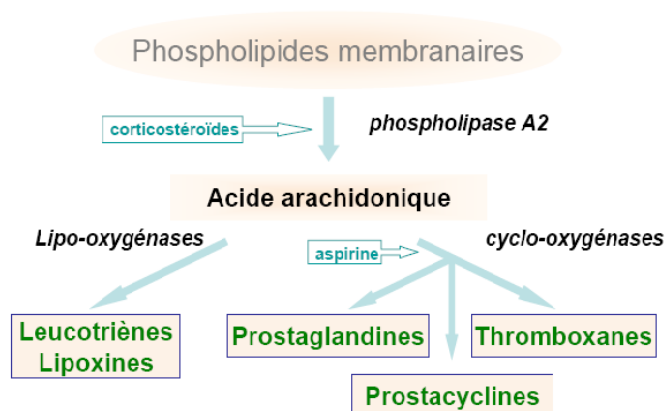 Phospholipides membranaires
corticostéroïdes
phospholipase A2
Acide arachidonique
Lipo-oxygénases
aspirine
cyclo-oxygénases
Leucotriènes
Lipoxines
Prostaglandines
Thromboxanes
Prostacyclines